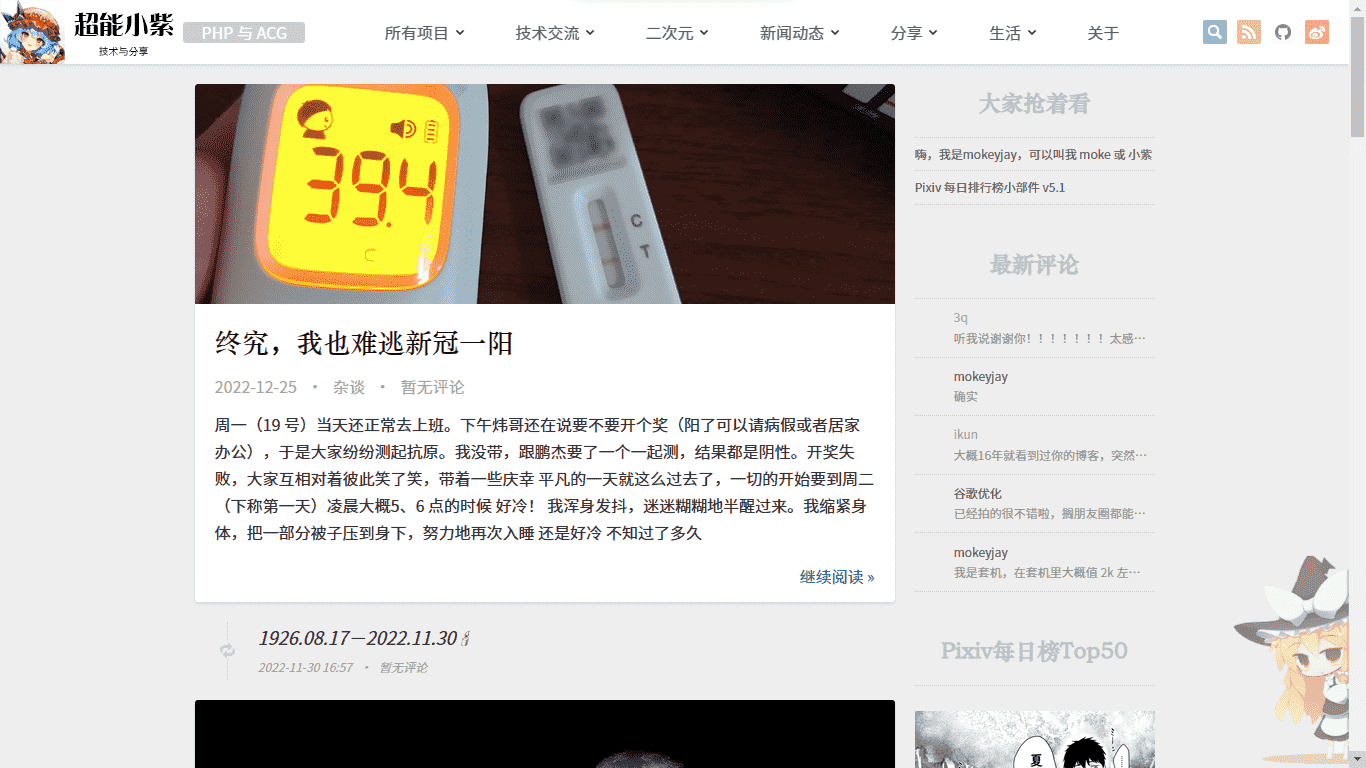 超能小紫
技术与分享
PHP 与 ACG
所有项目
技术交流
二次元
新闻动态
分享
生活
关于
39.4
C
C
T
终究，我也难逃新冠一阳
2022-12-25 • 杂谈 • 暂无评论
周一（19 号）当天还正常去上班。下午炜哥还在说要不要开个奖（阳了可以请病假或者居家
办公），于是大家纷纷测起抗原。我没带，跟鹏杰要了一个一起测，结果都是阴性。开奖失
败，大家互相对着彼此笑了笑，带着一些庆幸 平凡的一天就这么过去了，一切的开始要到周二
（下称第一天）凌晨大概5、6 点的时候 好冷！ 我浑身发抖，迷迷糊糊地半醒过来。我缩紧身
体，把一部分被子压到身下，努力地再次入睡 还是好冷 不知过了多久
继续阅读 »
1926.08.17－2022.11.30🕯
2022-11-30 16:57 • 暂无评论
大家抢着看
嗨，我是mokeyjay，可以叫我 moke 或 小紫
Pixiv 每日排行榜小部件 v5.1
最新评论
3q
听我说谢谢你！！！！！！！太感…
mokeyjay
确实
ikun
大概16年就看到过你的博客，突然…
谷歌优化
已经拍的很不错啦，搁朋友圈都能…
mokeyjay
我是套机，在套机里大概值 2k 左…
Pixiv每日榜Top50
夏